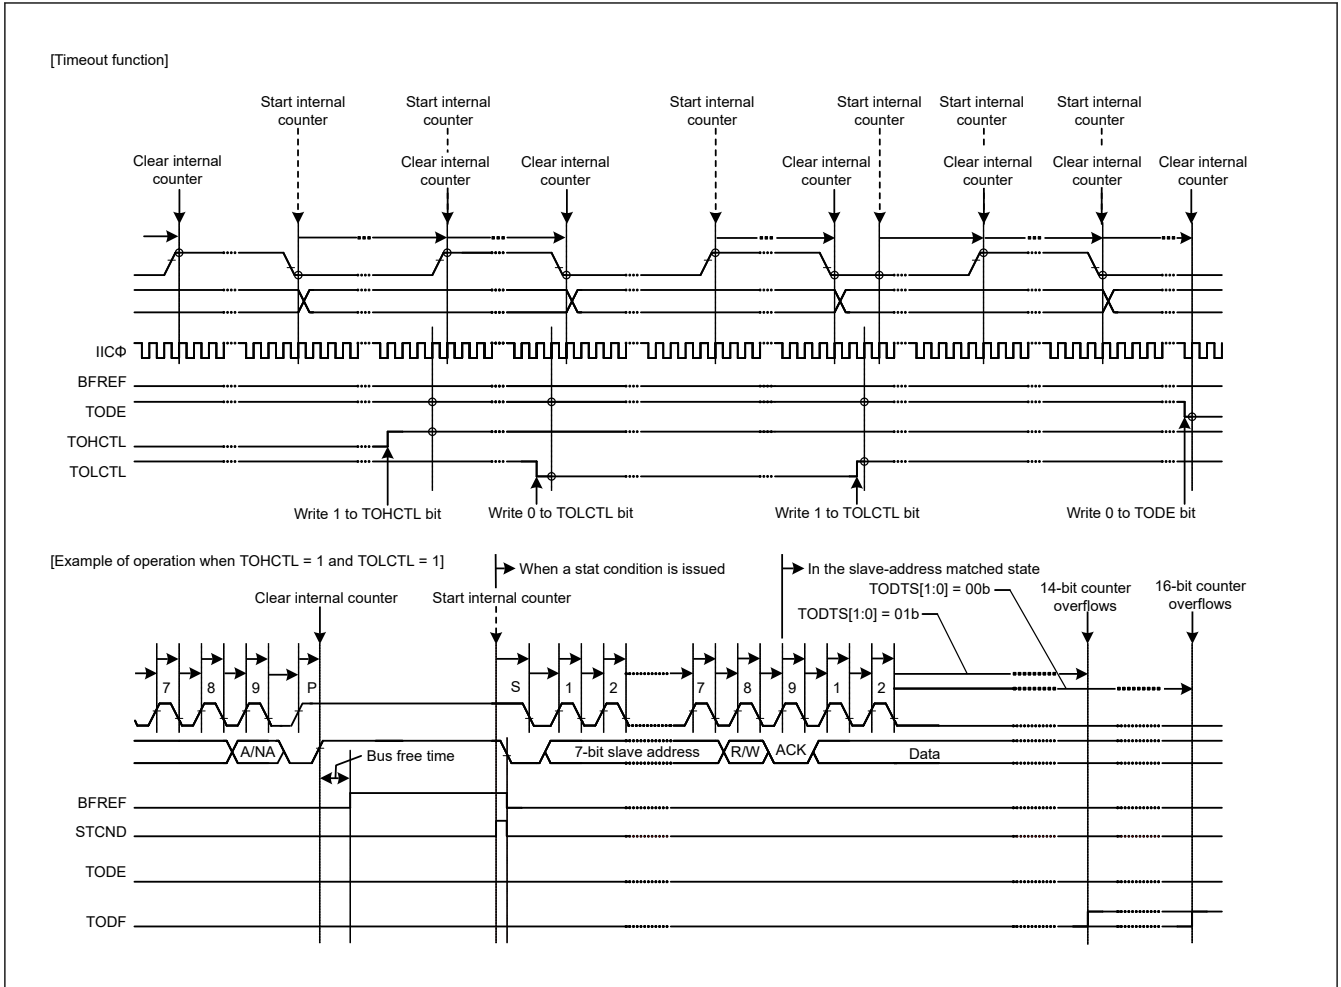 [Timeout function]
Start internal
counter
Start internal
counter
Start internal
counter
Start internal
counter
Start internal
counter
Start internal
counter
Clear internal
counter
Clear internal
counter
Clear internal
counter
Clear internal
counter
Clear internal
counter
Clear internal
counter
Clear internal
counter
IICΦ
BFREF
TODE
TOHCTL
TOLCTL
Write 1 to TOHCTL bit
Write 0 to TOLCTL bit
Write 1 to TOLCTL bit
Write 0 to TODE bit
[Example of operation when TOHCTL = 1 and TOLCTL = 1]
When a stat condition is issued
In the slave-address matched state
TODTS[1:0] = 00b
TODTS[1:0] = 01b
14-bit counter
overflows
16-bit counter
overflows
Clear internal counter
Start internal counter
7 8 9 P S 1 2 7 8 9 1 2
A/NA
Bus free time
7-bit slave address
R/W
ACK
Data
BFREF
STCND
TODE
TODF